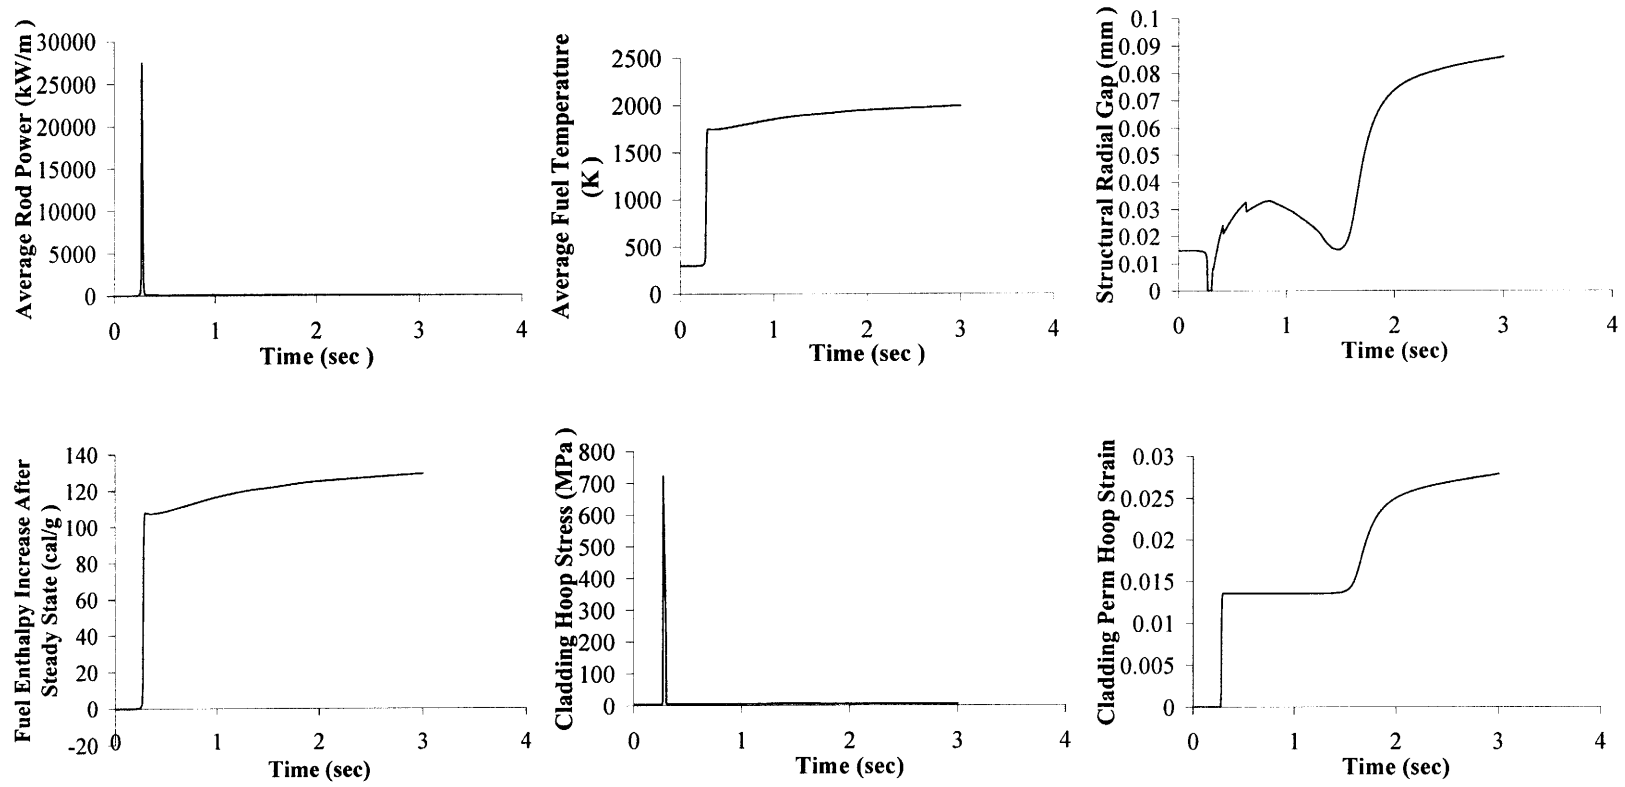 Average Rod Power (kW/m)
30000
25000
20000
15000
10000
5000
0
0 1 2 3 4
Time (sec )
Average Fuel Temperature
(K )
2500
2000
1500
1000
500
0
0 1 2 3 4
Time (sec )
Structural Radial Gap (mm )
0.1
0.09
0.08
0.07
0.06
0.05
0.04
0.03
0.02
0.01
0
0 1 2 3 4
Time (sec)
Fuel Enthalpy Increase After
Steady State (cal/g )
140
120
100
80
60
40
20
0
-20
0 1 2 3 4
Time (sec)
Cladding Hoop Stress (MPa )
800
700
600
500
400
300
200
100
0
0 1 2 3 4
Time (sec)
Cladding Perm Hoop Strain
0.03
0.025
0.02
0.015
0.01
0.005
0
0 1 2 3 4
Time (sec)